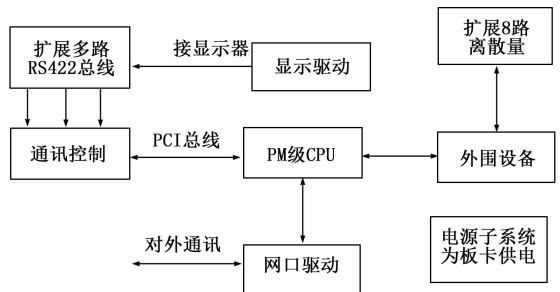 扩展多路
RS422总线
接显示器
显示驱动
扩展8路
离散量
通讯控制
PCI总线
PM级CPU
外围设备
对外通讯
网口驱动
电源子系统
为板卡供电